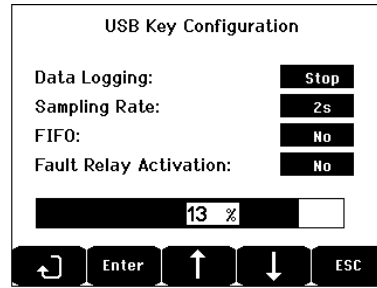 USB Key Configuration
Data Logging: Stop
Sampling Rate: 2s
FIFO: No
Fault Relay Activation: No
13 %
Enter ESC